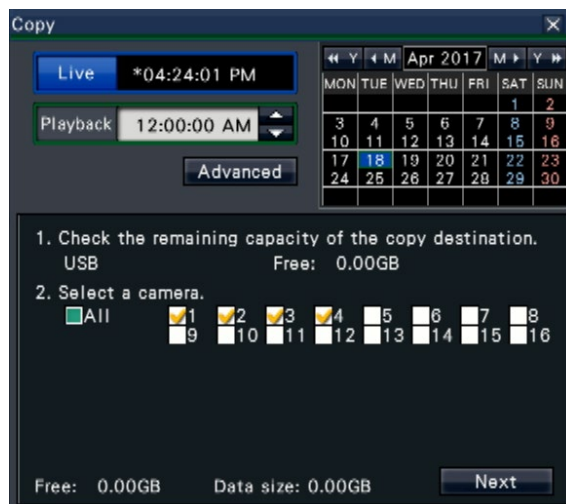 Copy
Live *04:24:01 PM
Playback 12:00:00 AM
Advanced
Y M Apr 2017 M Y
MON TUE WED THU FRI SAT SUN
1 2
3 4 5 6 7 8 9
10 11 12 13 14 15 16
17 18 19 20 21 22 23
24 25 26 27 28 29 30
1. Check the remaining capacity of the copy destination.
USB Free: 0.00GB
2. Select a camera.
All 1 2 3 4 5 6 7 8
9 10 11 12 13 14 15 16
Free: 0.00GB Data size: 0.00GB Next